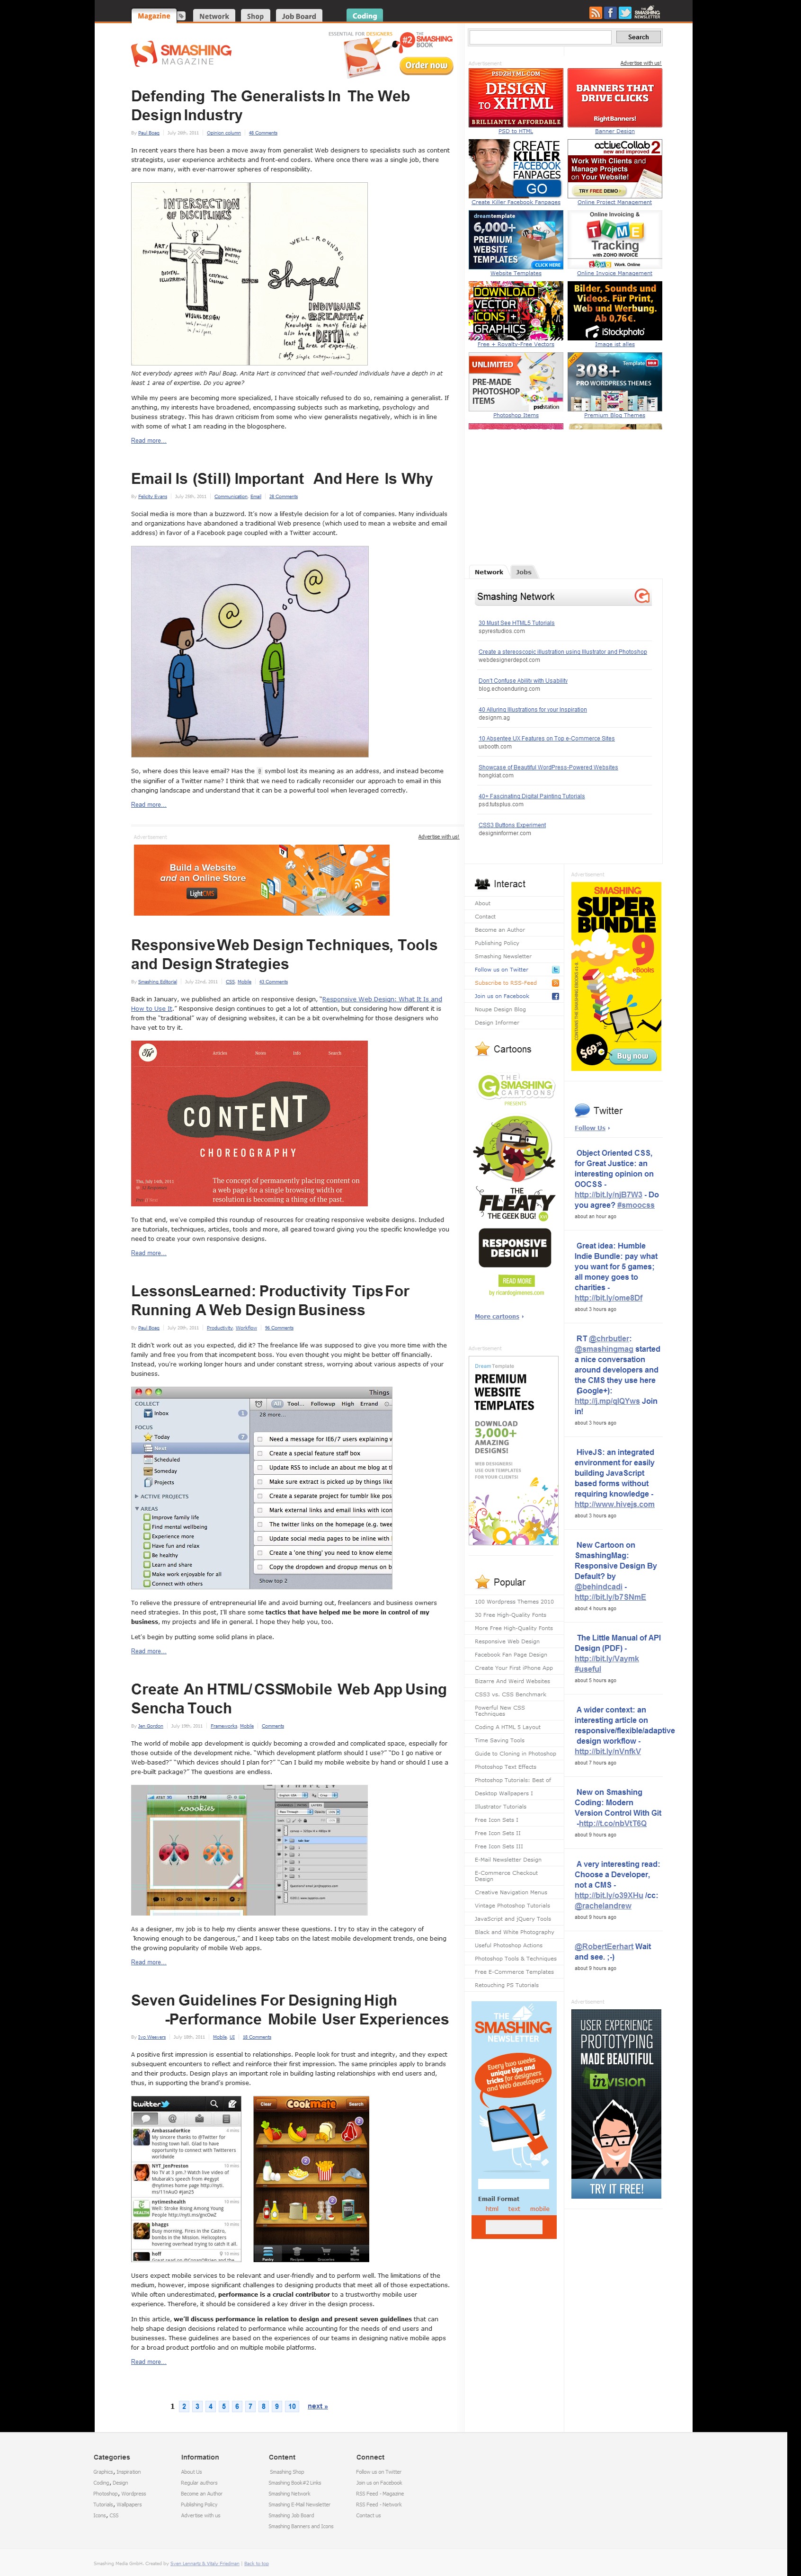 Magazine
Network
Shop
Job Board
Coding
SMASHING
MAGAZINE
ESSENTIAL FOR DESIGNERS
#2 THE SMASHING BOOK
Order now
Search
Defending The Generalists In The Web
Design Industry
By Paul Boag | July 26th, 2011 | Opinion column | 46 Comments
In recent years there has been a move away from generalist Web designers to specialists such as content
strategists, user experience architects and front-end coders. Where once there was a single job, there
are now many, with ever-narrower spheres of responsibility.
INTERSECTION
OF DISCIPLINES
WELL-ROUNDED
Shaped
INDIVIDUALS
Not everybody agrees with Paul Boag. Anita Hart is convinced that well-rounded individuals have a depth in at
least 1 area of expertise. Do you agree?
While my peers are becoming more specialized, I have stoically refused to do so, remaining a generalist. If
anything, my interests have broadened, encompassing subjects such as marketing, psychology and
business strategy. This has drawn criticism from some who view generalists negatively, which is in line
with some of what I am reading in the blogosphere.
Read more...
Email Is (Still) Important And Here Is Why
By Felicity Evans | July 25th, 2011 | Communication, Email | 28 Comments
Social media is more than a buzzword. It's now a lifestyle decision for a lot of companies. Many individuals
and organizations have abandoned a traditional Web presence (which used to mean a website and email
address) in favor of a Facebook page coupled with a Twitter account.
@
@
So, where does this leave email? Has the @ symbol lost its meaning as an address, and instead become
the signifier of a Twitter name? I think that we need to radically reconsider our approach to email in this
changing landscape and understand that it can be a powerful tool when leveraged correctly.
Read more...
Advertisement
Advertise with us!
Build a Website
and an Online Store
LightCMS
Responsive Web Design Techniques, Tools
and Design Strategies
By Smashing Editorial | July 22nd, 2011 | CSS, Mobile | 43 Comments
Back in January, we published an article on responsive design, "Responsive Web Design: What It Is and
How to Use It." Responsive design continues to get a lot of attention, but considering how different it is
from the "traditional" way of designing websites, it can be a bit overwhelming for those designers who
have yet to try it.
CONTENT
CHOREOGRAPHY
The concept of permanently placing content on
a web page for a single browsing width or
resolution is becoming a thing of the past.
To that end, we've compiled this roundup of resources for creating responsive website designs. Included
are tutorials, techniques, articles, tools and more, all geared toward giving you the specific knowledge you
need to create your own responsive designs.
Read more...
Lessons Learned: Productivity Tips For
Running A Web Design Business
By Paul Boag | July 20th, 2011 | Productivity, Workflow | 96 Comments
It didn't work out as you expected, did it? The freelance life was supposed to give you more time with the
family and free you from that incompetent boss. You even thought you might be better off financially.
Instead, you're working longer hours and under constant stress, worrying about various aspects of your
business.
Things
COLLECT
Inbox
FOCUS
Today
Next
Scheduled
Someday
Projects
ACTIVE PROJECTS
AREAS
Improve family life
Find mental wellbeing
Experience more
Have fun and relax
Be healthy
Learn and share
Make work enjoyable for all
Connect with others
All Tool... Followup High Errand
28 more...
Need a message for IE6/7 users explaining w
Create a special feature staff box
Update RSS to include an about me blog at th
Make sure extract is picked up by things like
Create a separate project for tumblr like pos
Mark external links and email links with icon
The twitter links on the homepage (e.g. twee
Update social media pages to be inline with
Create a 'one thing' you need to know eleme
Copy the dropdown and dropup menus on b
Show top 2
To relieve the pressure of entrepreneurial life and avoid burning out, freelancers and business owners
need strategies. In this post, I'll share some tactics that have helped me be more in control of my
business, my projects and life in general. I hope they help you, too.
Let's begin by putting some solid plans in place.
Read more...
Create An HTML/ CSS Mobile Web App Using
Sencha Touch
By Jen Gordon | July 19th, 2011 | Frameworks, Mobile | Comments
The world of mobile app development is quickly becoming a crowded and complicated space, especially for
those outside of the development niche. "Which development platform should I use?" "Do I go native or
Web-based?" "Which devices should I plan for?" "Can I build my mobile website by hand or should I use a
pre-built package?" The questions are endless.
roookies
As a designer, my job is to help my clients answer these questions. I try to stay in the category of
"knowing enough to be dangerous," and I keep tabs on the latest mobile development trends, one being
the growing popularity of mobile Web apps.
Read more...
Seven Guidelines For Designing High
-Performance Mobile User Experiences
By Ivo Weevers | July 18th, 2011 | Mobile, UX | 18 Comments
A positive first impression is essential to relationships. People look for trust and integrity, and they expect
subsequent encounters to reflect and reinforce their first impression. The same principles apply to brands
and their products. Design plays an important role in building lasting relationships with end users and,
thus, in supporting the brand's promise.
twitter
AmbassadorRice
My sincere thanks to @Twitter for
hosting town hall. Glad to have
opportunity to connect with Twitterers
worldwide
NYT_JenPreston
nytimeshealth
bhaggs
Clear
cookmate
Search
Users expect mobile services to be relevant and user-friendly and to perform well. The limitations of the
medium, however, impose significant challenges to designing products that meet all of those expectations.
While often underestimated, performance is a crucial contributor to a trustworthy mobile user
experience. Therefore, it should be considered a key driver in the design process.
In this article, we'll discuss performance in relation to design and present seven guidelines that can
help shape design decisions related to performance while accounting for the needs of end users and
businesses. These guidelines are based on the experiences of our teams in designing native mobile apps
for a broad product portfolio and on multiple mobile platforms.
Read more...
1 2 3 4 5 6 7 8 9 10 next »
Advertisement
Advertise with us!
PSD2HTML.COM
DESIGN
TO XHTML
BRILLIANTLY AFFORDABLE
PSD to HTML
BANNERS THAT
DRIVE CLICKS
RightBanners!
Banner Design
CREATE
KILLER
FACEBOOK
FANPAGES
GO
Create Killer Facebook Fanpages
activeCollab 2
new and improved
Work With Clients and
Manage Projects
on Your Website!
TRY FREE DEMO
Online Project Management
dreamtemplate
6,000+
PREMIUM
WEBSITE
TEMPLATES
CLICK HERE
Website Templates
Online Invoicing &
TIME
Tracking
with ZOHO INVOICE
Online Invoice Management
DOWNLOAD
VECTOR
ICONS +
GRAPHICS
Free + Royalty-Free Vectors
Bilder, Sounds und
Videos. Für Print,
Web und Werbung.
Ab 0,76€.
iStockphoto
Image ist alles
UNLIMITED
PRE-MADE
PHOTOSHOP
ITEMS
psdstation
Photoshop Items
308+
PRO WORDPRESS THEMES
Premium Blog Themes
Network
Jobs
Smashing Network
30 Must See HTML5 Tutorials
spyrestudios.com
Create a stereoscopic illustration using Illustrator and Photoshop
webdesignerdepot.com
Don't Confuse Ability with Usability
blog.echoenduring.com
40 Alluring Illustrations for your Inspiration
designm.ag
10 Absentee UX Features on Top e-Commerce Sites
uxbooth.com
Showcase of Beautiful WordPress-Powered Websites
hongkiat.com
40+ Fascinating Digital Painting Tutorials
psd.tutsplus.com
CSS3 Buttons Experiment
designinformer.com
Interact
About
Contact
Become an Author
Publishing Policy
Smashing Newsletter
Follow us on Twitter
Subscribe to RSS-Feed
Join us on Facebook
Noupe Design Blog
Design Informer
Cartoons
THE SMASHING CARTOONS
PRESENTS
THE
FLEATY
THE GEEK BUG!
RESPONSIVE
DESIGN II
READ MORE
by ricardogimenes.com
More cartoons
Advertisement
DreamTemplate
PREMIUM
WEBSITE
TEMPLATES
DOWNLOAD
3,000+
AMAZING
DESIGNS!
WEB DESIGNERS:
USE OUR TEMPLATES
FOR YOUR CLIENTS
Popular
100 Wordpress Themes 2010
30 Free High-Quality Fonts
More Free High-Quality Fonts
Responsive Web Design
Facebook Fan Page Design
Create Your First iPhone App
Bizarre And Weird Websites
CSS3 vs. CSS Benchmark
Powerful New CSS
Techniques
Coding A HTML 5 Layout
Time Saving Tools
Guide to Cloning in Photoshop
Photoshop Text Effects
Photoshop Tutorials: Best of
Desktop Wallpapers I
Illustrator Tutorials
Free Icon Sets I
Free Icon Sets II
Free Icon Sets III
E-Mail Newsletter Design
E-Commerce Checkout
Design
Creative Navigation Menus
Vintage Photoshop Tutorials
JavaScript and jQuery Tools
Black and White Photography
Useful Photoshop Actions
Photoshop Tools & Techniques
Free E-Commerce Templates
Retouching PS Tutorials
THE
SMASHING
NEWSLETTER
Every two weeks
unique tips and
tricks for designers
and Web developers
Email Format
html text mobile
Advertisement
SMASHING
SUPER
BUNDLE
9
eBooks
Buy now
Twitter
Follow Us
Object Oriented CSS,
for Great Justice: an
interesting opinion on
OOCSS -
http://bit.ly/njB7W3 - Do
you agree? #smoocss
about an hour ago
Great idea: Humble
Indie Bundle: pay what
you want for 5 games;
all money goes to
charities -
http://bit.ly/ome8Df
about 3 hours ago
RT @chrbutler:
@smashingmag started
a nice conversation
around developers and
the CMS they use here
(Google+):
http://j.mp/qlQYws Join
in!
about 3 hours ago
HiveJS: an integrated
environment for easily
building JavaScript
based forms without
requiring knowledge -
http://www.hivejs.com
about 3 hours ago
New Cartoon on
SmashingMag:
Responsive Design By
Default? by
@behindcadi -
http://bit.ly/b7SNmE
about 4 hours ago
The Little Manual of API
Design (PDF) -
http://bit.ly/Vaymk
#useful
about 5 hours ago
A wider context: an
interesting article on
responsive/flexible/adaptive
design workflow -
http://bit.ly/nVnfkV
about 7 hours ago
New on Smashing
Coding: Modern
Version Control With Git
-http://t.co/nbVtT6Q
about 9 hours ago
A very interesting read:
Choose a Developer,
not a CMS -
http://bit.ly/o39XHu /cc:
@rachelandrew
about 9 hours ago
@RobertEerhart Wait
and see. ;-)
about 9 hours ago
Advertisement
USER EXPERIENCE
PROTOTYPING
MADE BEAUTIFUL
invision
TRY IT FREE!
Categories
Graphics, Inspiration
Coding, Design
Photoshop, Wordpress
Tutorials, Wallpapers
Icons, CSS
Information
About Us
Regular authors
Become an Author
Publishing Policy
Advertise with us
Content
Smashing Shop
Smashing Book #2 Links
Smashing Network
Smashing E-Mail Newsletter
Smashing Job Board
Smashing Banners and Icons
Connect
Follow us on Twitter
Join us on Facebook
RSS Feed - Magazine
RSS Feed - Network
Contact us
Smashing Media GmbH. Created by Sven Lennartz & Vitaly Friedman | Back to top